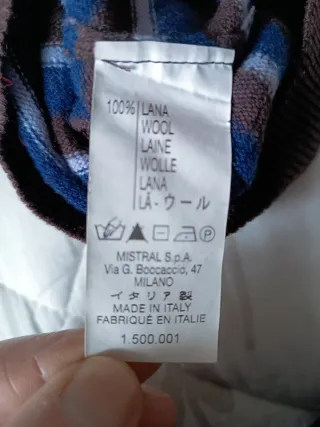 100% LANA
WOOL
LAINE
WOLLE
LANA
LÃ - ウール
P
MISTRAL S.p.A.
Via G. Boccaccio, 47
MILANO
イタリア製
MADE IN ITALY
FABRIQUÉ EN ITALIE
1.500.001